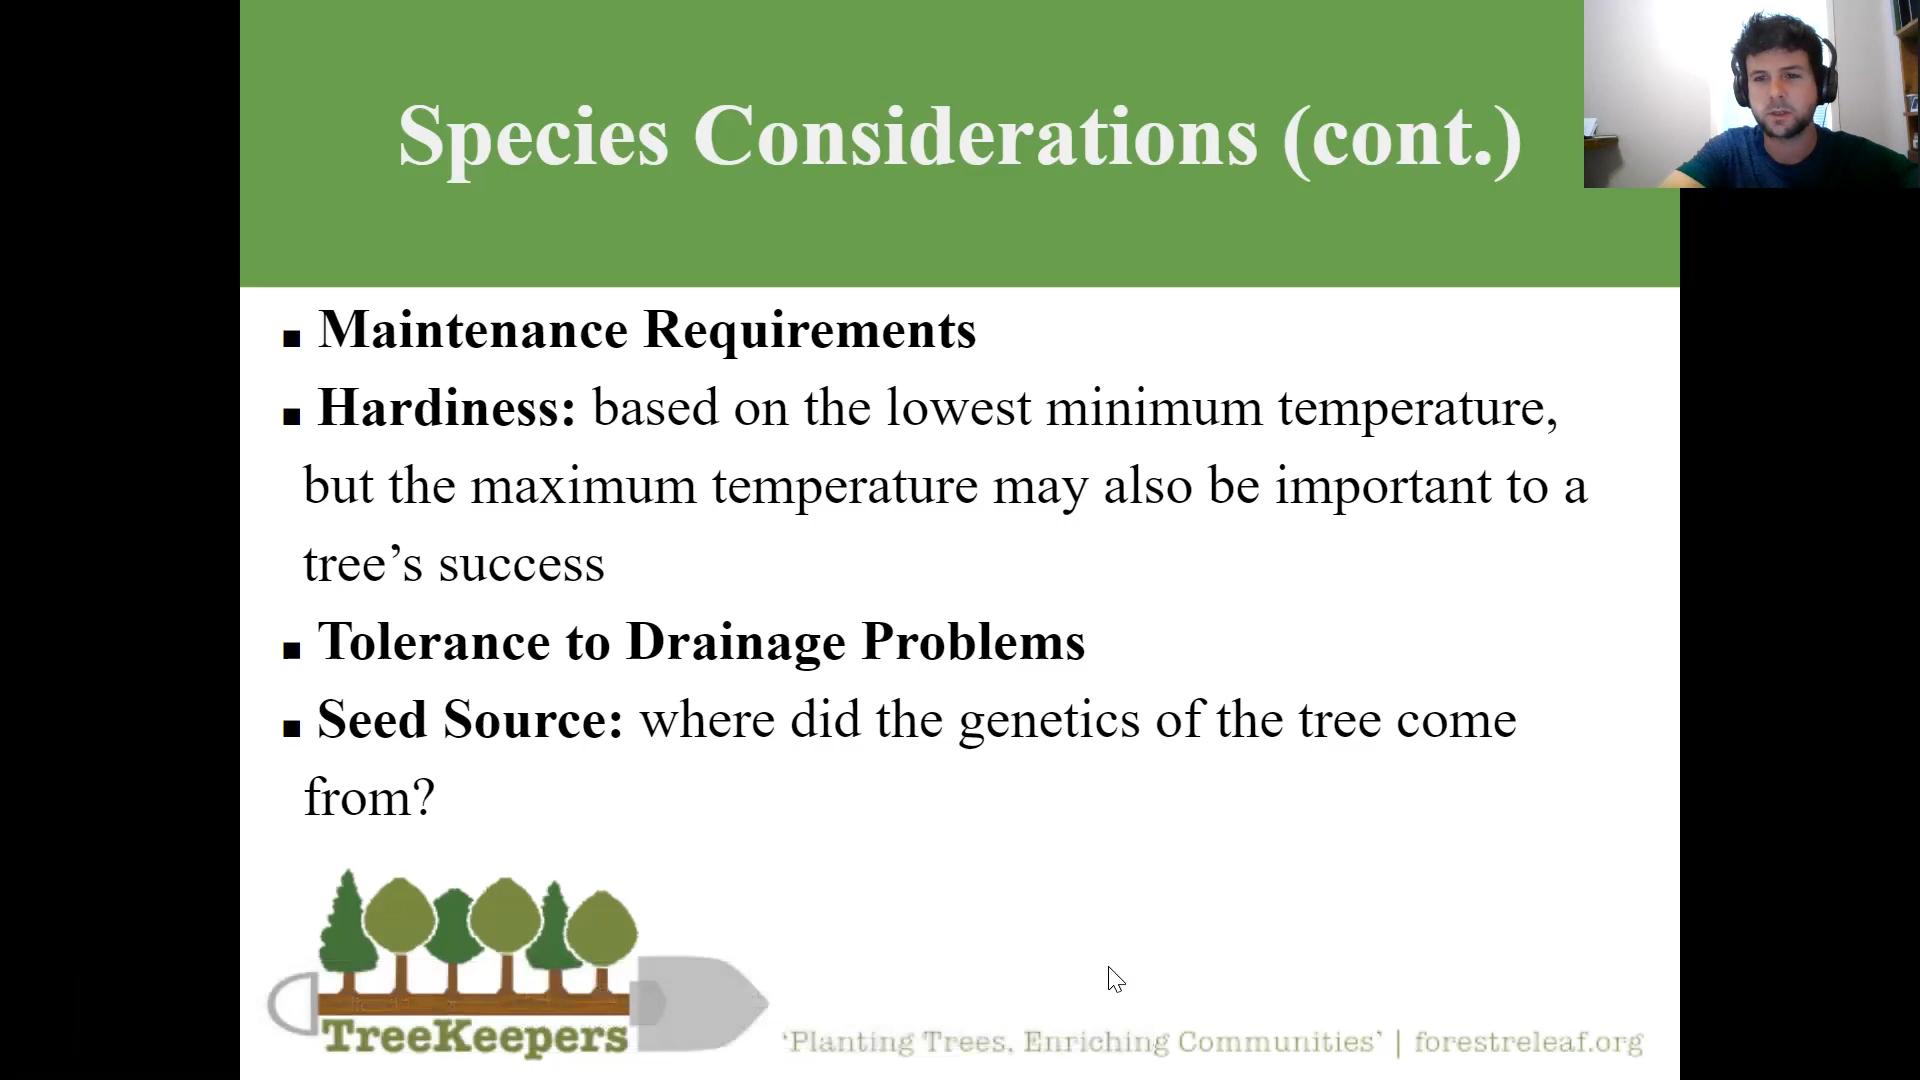 Species Considerations (cont.)
▪ Maintenance Requirements
▪ Hardiness: based on the lowest minimum temperature,
but the maximum temperature may also be important to a
tree’s success
▪ Tolerance to Drainage Problems
▪ Seed Source: where did the genetics of the tree come
from?
TreeKeepers
‘Planting Trees, Enriching Communities’ | forestreleaf.org